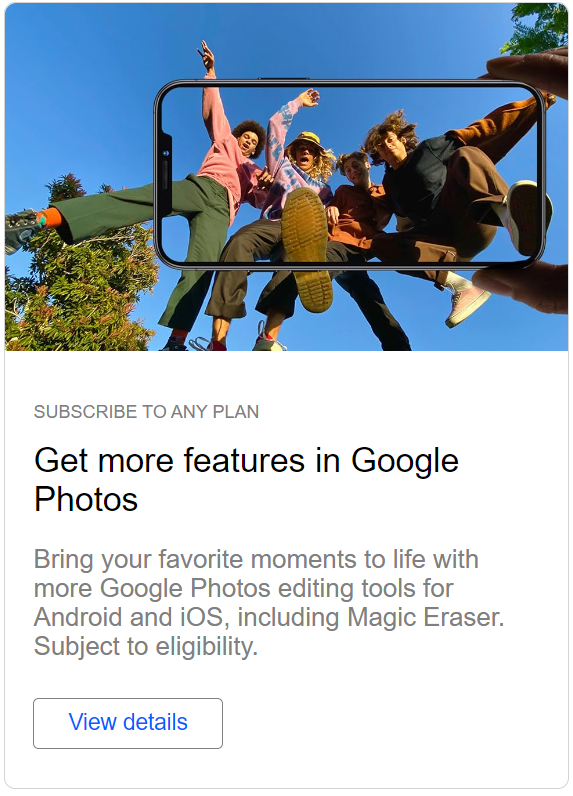 SUBSCRIBE TO ANY PLAN
Get more features in Google
Photos
Bring your favorite moments to life with
more Google Photos editing tools for
Android and iOS, including Magic Eraser.
Subject to eligibility.
View details